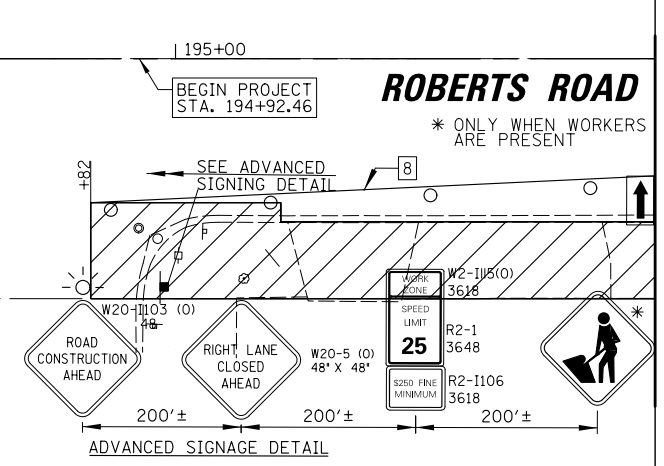 195+00
BEGIN PROJECT
STA. 194+92.46
ROBERTS ROAD
* ONLY WHEN WORKERS
ARE PRESENT
+82
SEE ADVANCED
SIGNING DETAIL
8
W20-I103 (O)
48
ROAD
CONSTRUCTION
AHEAD
RIGHT LANE
CLOSED
AHEAD
W20-5 (O)
48" X 48"
WORK
ZONE
W2-I115(O)
3618
SPEED
LIMIT
25
R2-1
3648
$250 FINE
MINIMUM
R2-I106
3618
*
200'±
200'±
200'±
ADVANCED SIGNAGE DETAIL